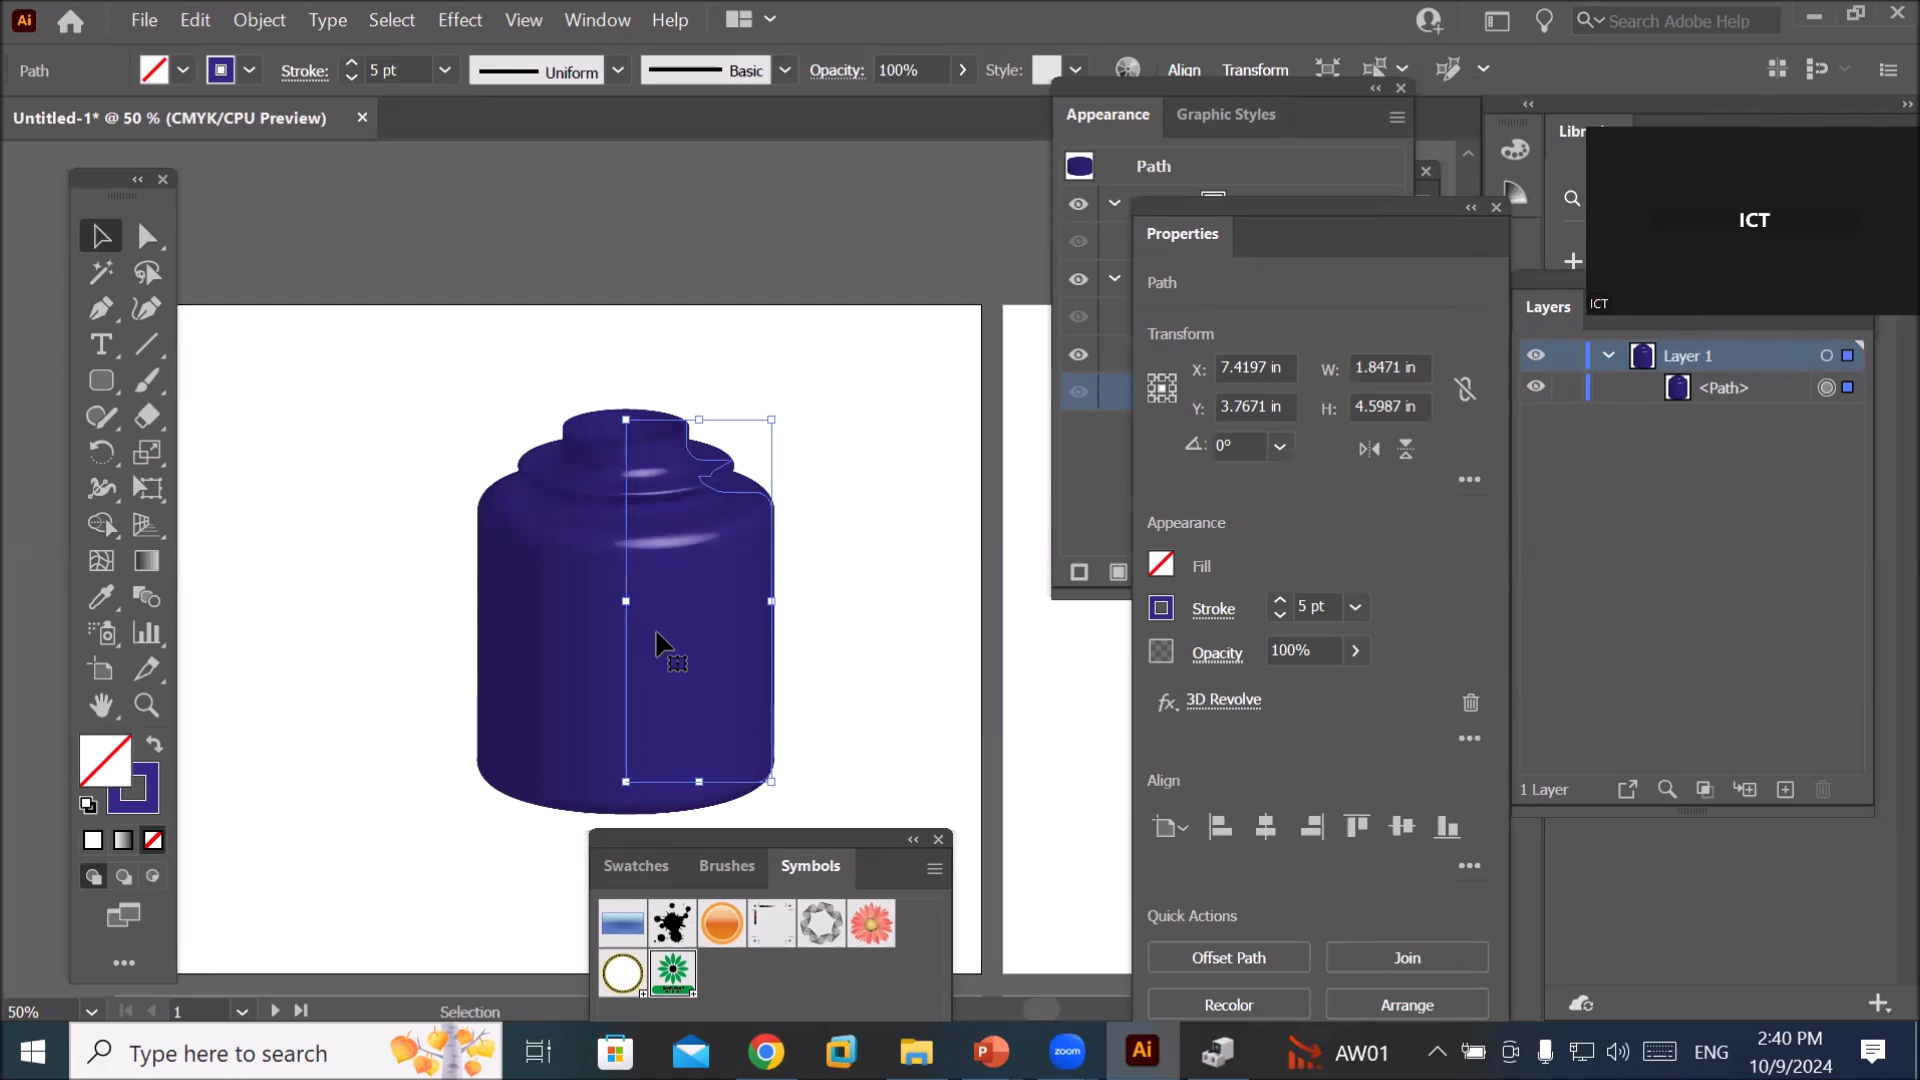 Ai File Edit Object Type Select Effect View Window Help Search Adobe Help
Path Stroke: 5 pt Uniform Basic Opacity: 100% Style: Align Transform
Untitled-1* @ 50 % (CMYK/CPU Preview)
Appearance Graphic Styles
Path
Properties
Path
Transform
X: 7.4197 in W: 1.8471 in
Y: 3.7671 in H: 4.5987 in
0°
Appearance
Fill
Stroke 5 pt
Opacity 100%
fx 3D Revolve
Align
Quick Actions
Offset Path Join
Recolor Arrange
ICT
ICT
Layers
Layer 1
<Path>
1 Layer
Swatches Brushes Symbols
50% 1 Selection
Type here to search
zoom Ai AW01 ENG
2:40 PM
10/9/2024